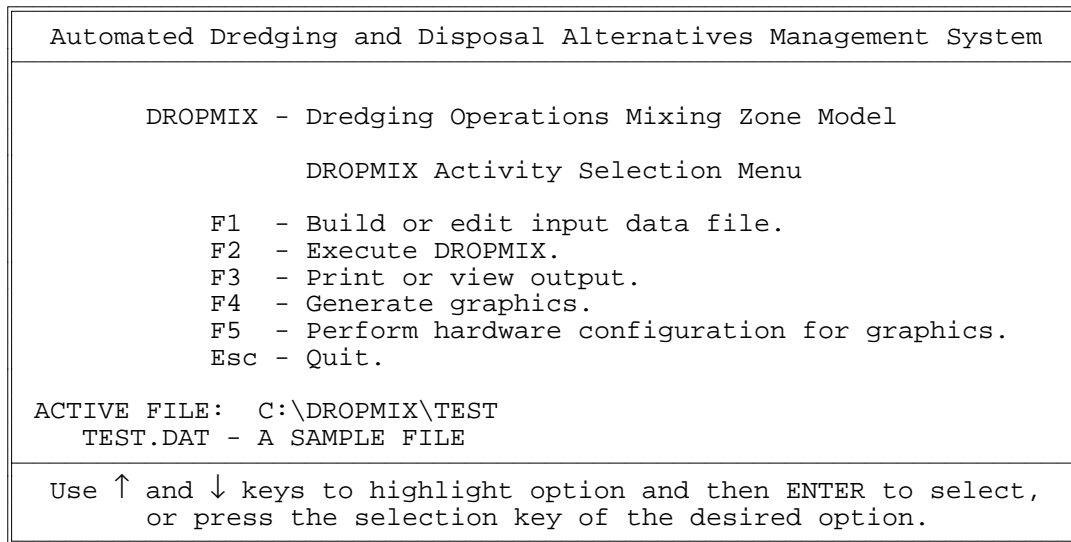 Automated Dredging and Disposal Alternatives Management System
DROPMIX - Dredging Operations Mixing Zone Model
DROPMIX Activity Selection Menu
F1 - Build or edit input data file.
F2 - Execute DROPMIX.
F3 - Print or view output.
F4 - Generate graphics.
F5 - Perform hardware configuration for graphics.
Esc - Quit.
ACTIVE FILE: C:\DROPMIX\TEST
TEST.DAT - A SAMPLE FILE
Use ↑ and ↓ keys to highlight option and then ENTER to select,
or press the selection key of the desired option.